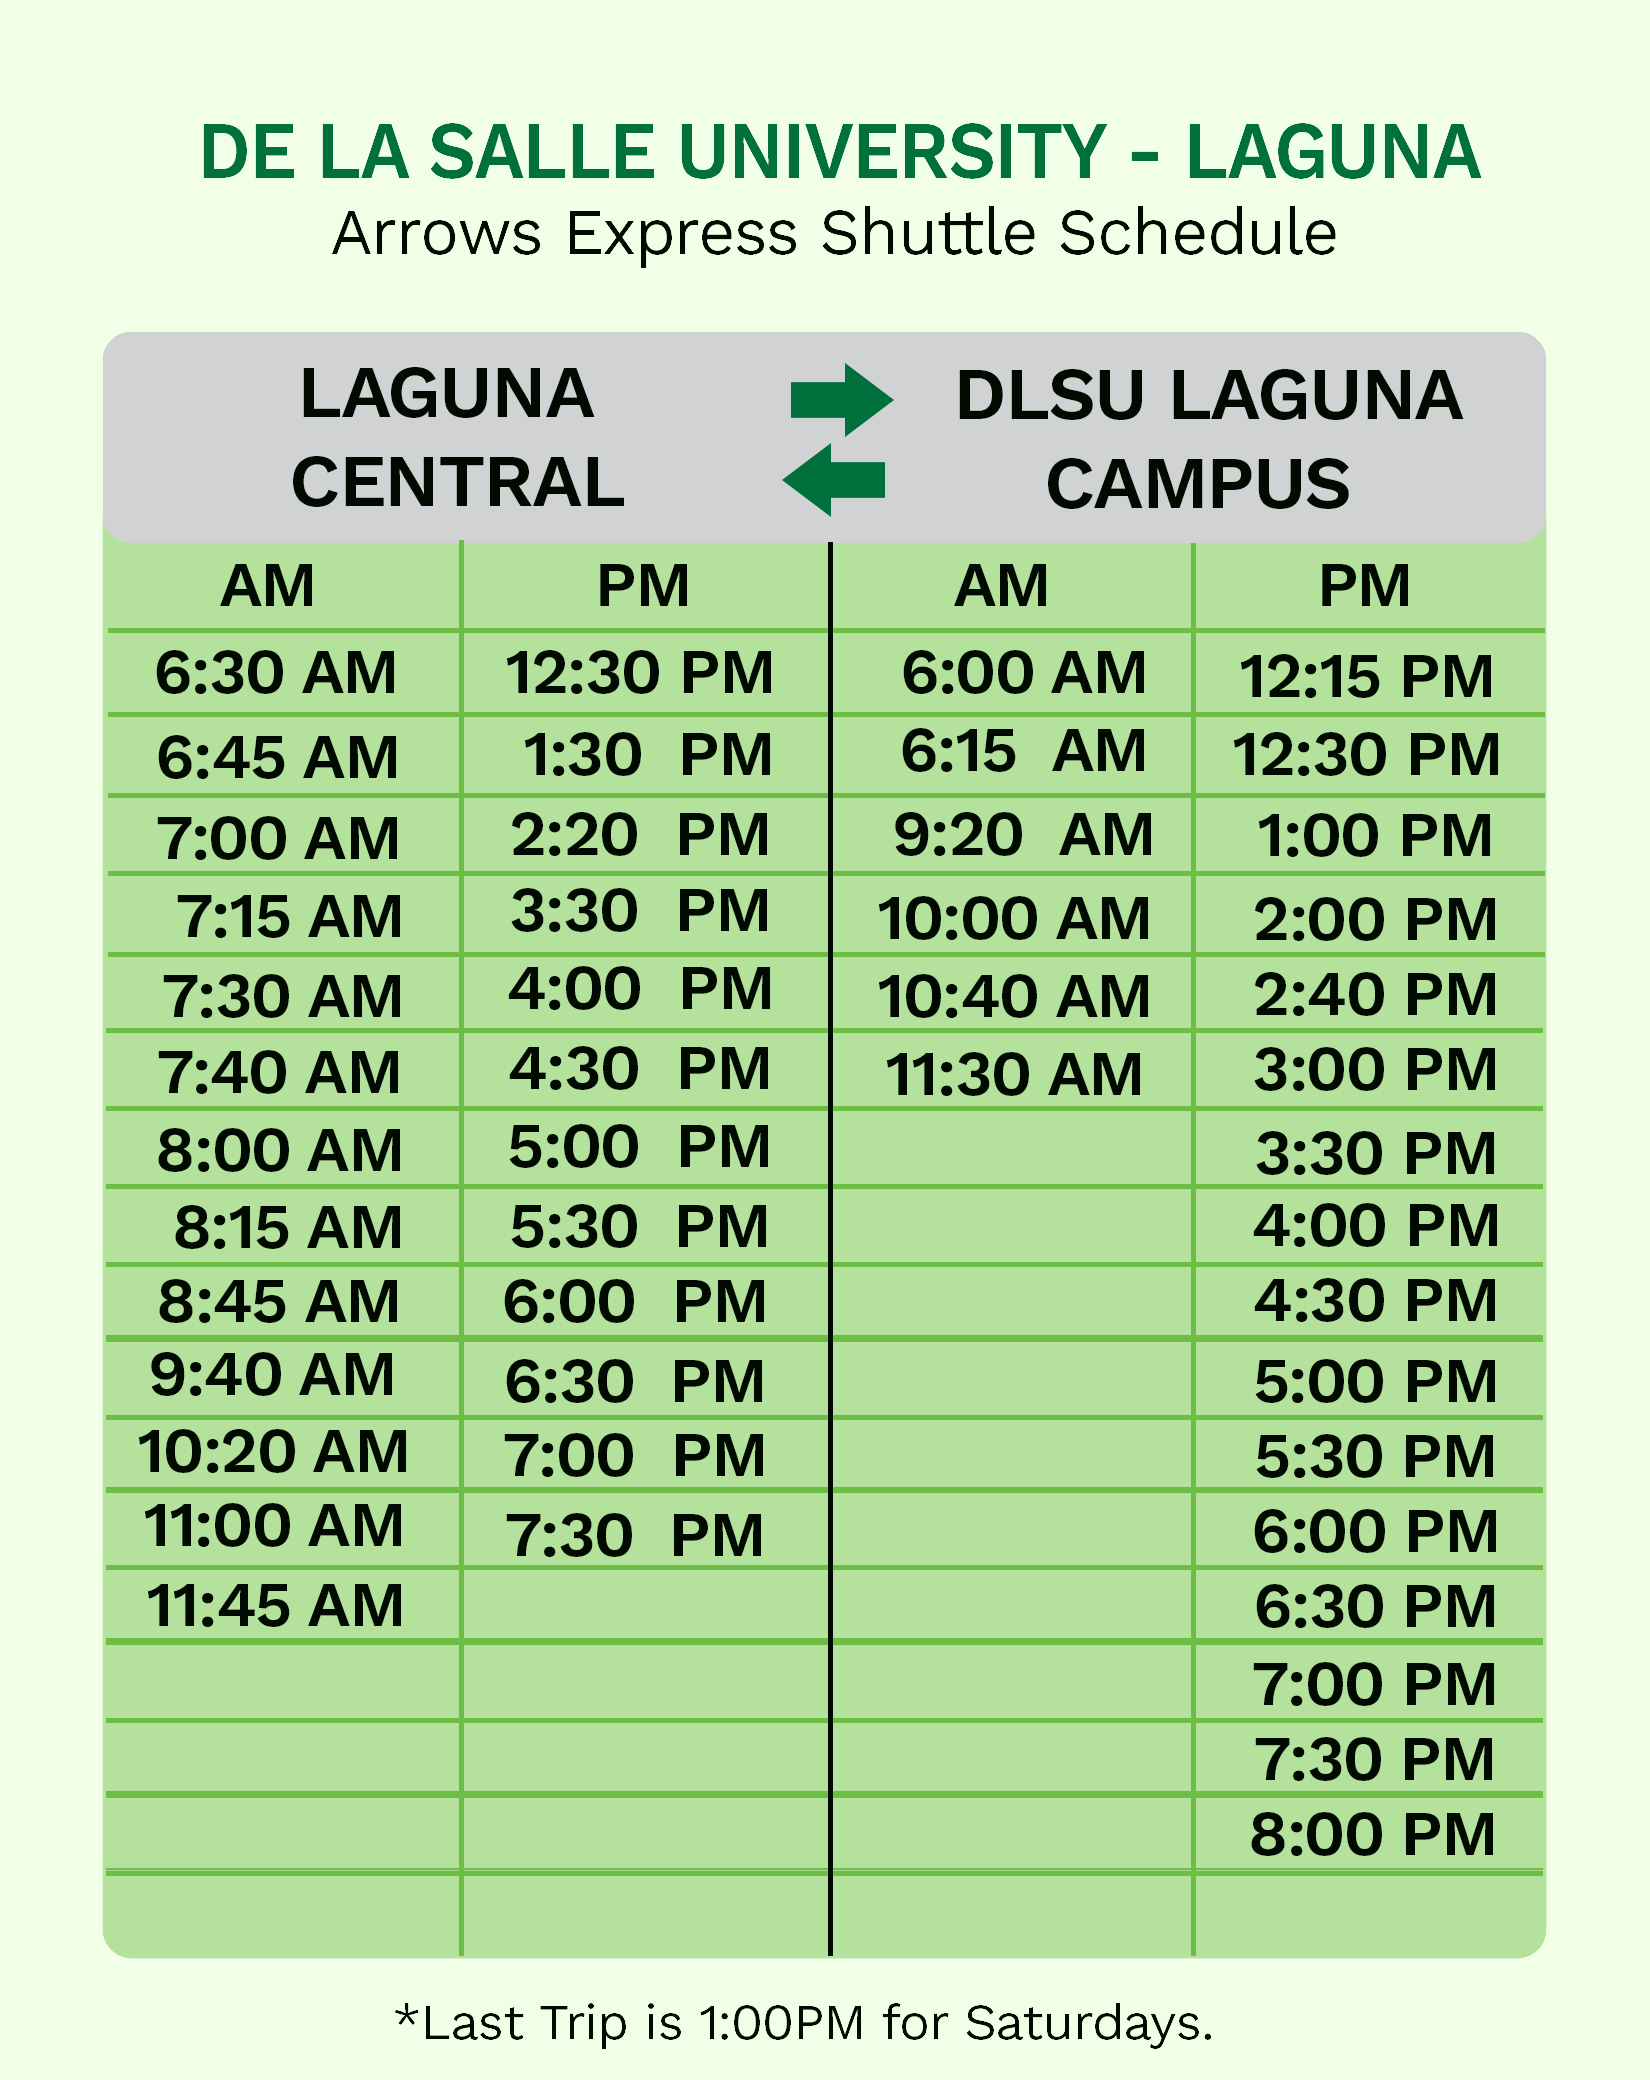 DE LA SALLE UNIVERSITY - LAGUNA
Arrows Express Shuttle Schedule
LAGUNA CENTRAL
DLSU LAGUNA CAMPUS
AM PM AM PM
6:30 AM 12:30 PM 6:00 AM 12:15 PM
6:45 AM 1:30 PM 6:15 AM 12:30 PM
7:00 AM 2:20 PM 9:20 AM 1:00 PM
7:15 AM 3:30 PM 10:00 AM 2:00 PM
7:30 AM 4:00 PM 10:40 AM 2:40 PM
7:40 AM 4:30 PM 11:30 AM 3:00 PM
8:00 AM 5:00 PM 3:30 PM
8:15 AM 5:30 PM 4:00 PM
8:45 AM 6:00 PM 4:30 PM
9:40 AM 6:30 PM 5:00 PM
10:20 AM 7:00 PM 5:30 PM
11:00 AM 7:30 PM 6:00 PM
11:45 AM 6:30 PM
7:00 PM
7:30 PM
8:00 PM
*Last Trip is 1:00PM for Saturdays.